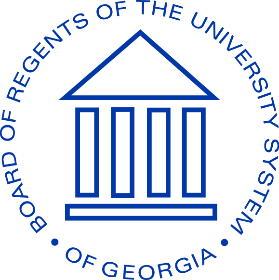 BOARD OF REGENTS OF THE UNIVERSITY SYSTEM
• OF GEORGIA •